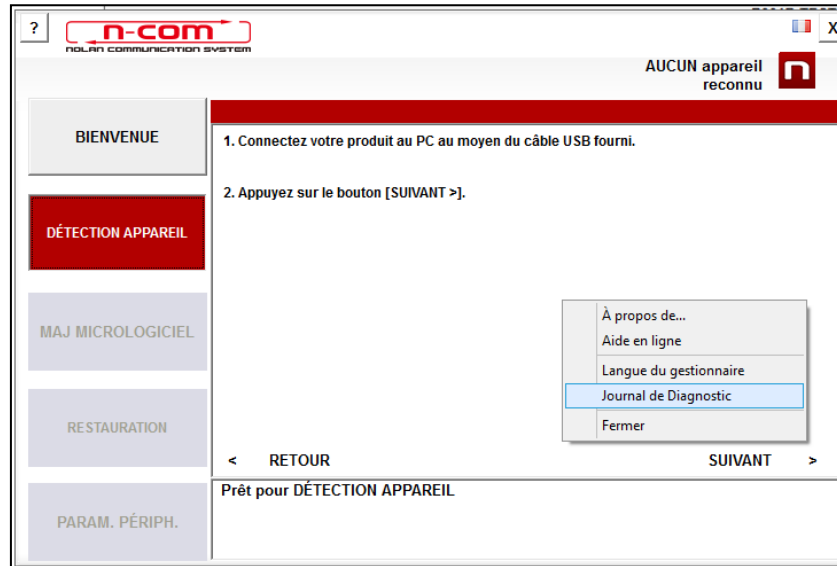 ?
n-com
X
NOLAN COMMUNICATION SYSTEM
AUCUN appareil
reconnu
n
BIENVENUE
1. Connectez votre produit au PC au moyen du câble USB fourni.
2. Appuyez sur le bouton [SUIVANT >].
DÉTECTION APPAREIL
MAJ MICROLOGICIEL
À propos de...
Aide en ligne
Langue du gestionnaire
Journal de Diagnostic
Fermer
RESTAURATION
< RETOUR
SUIVANT >
Prêt pour DÉTECTION APPAREIL
PARAM. PÉRIPH.